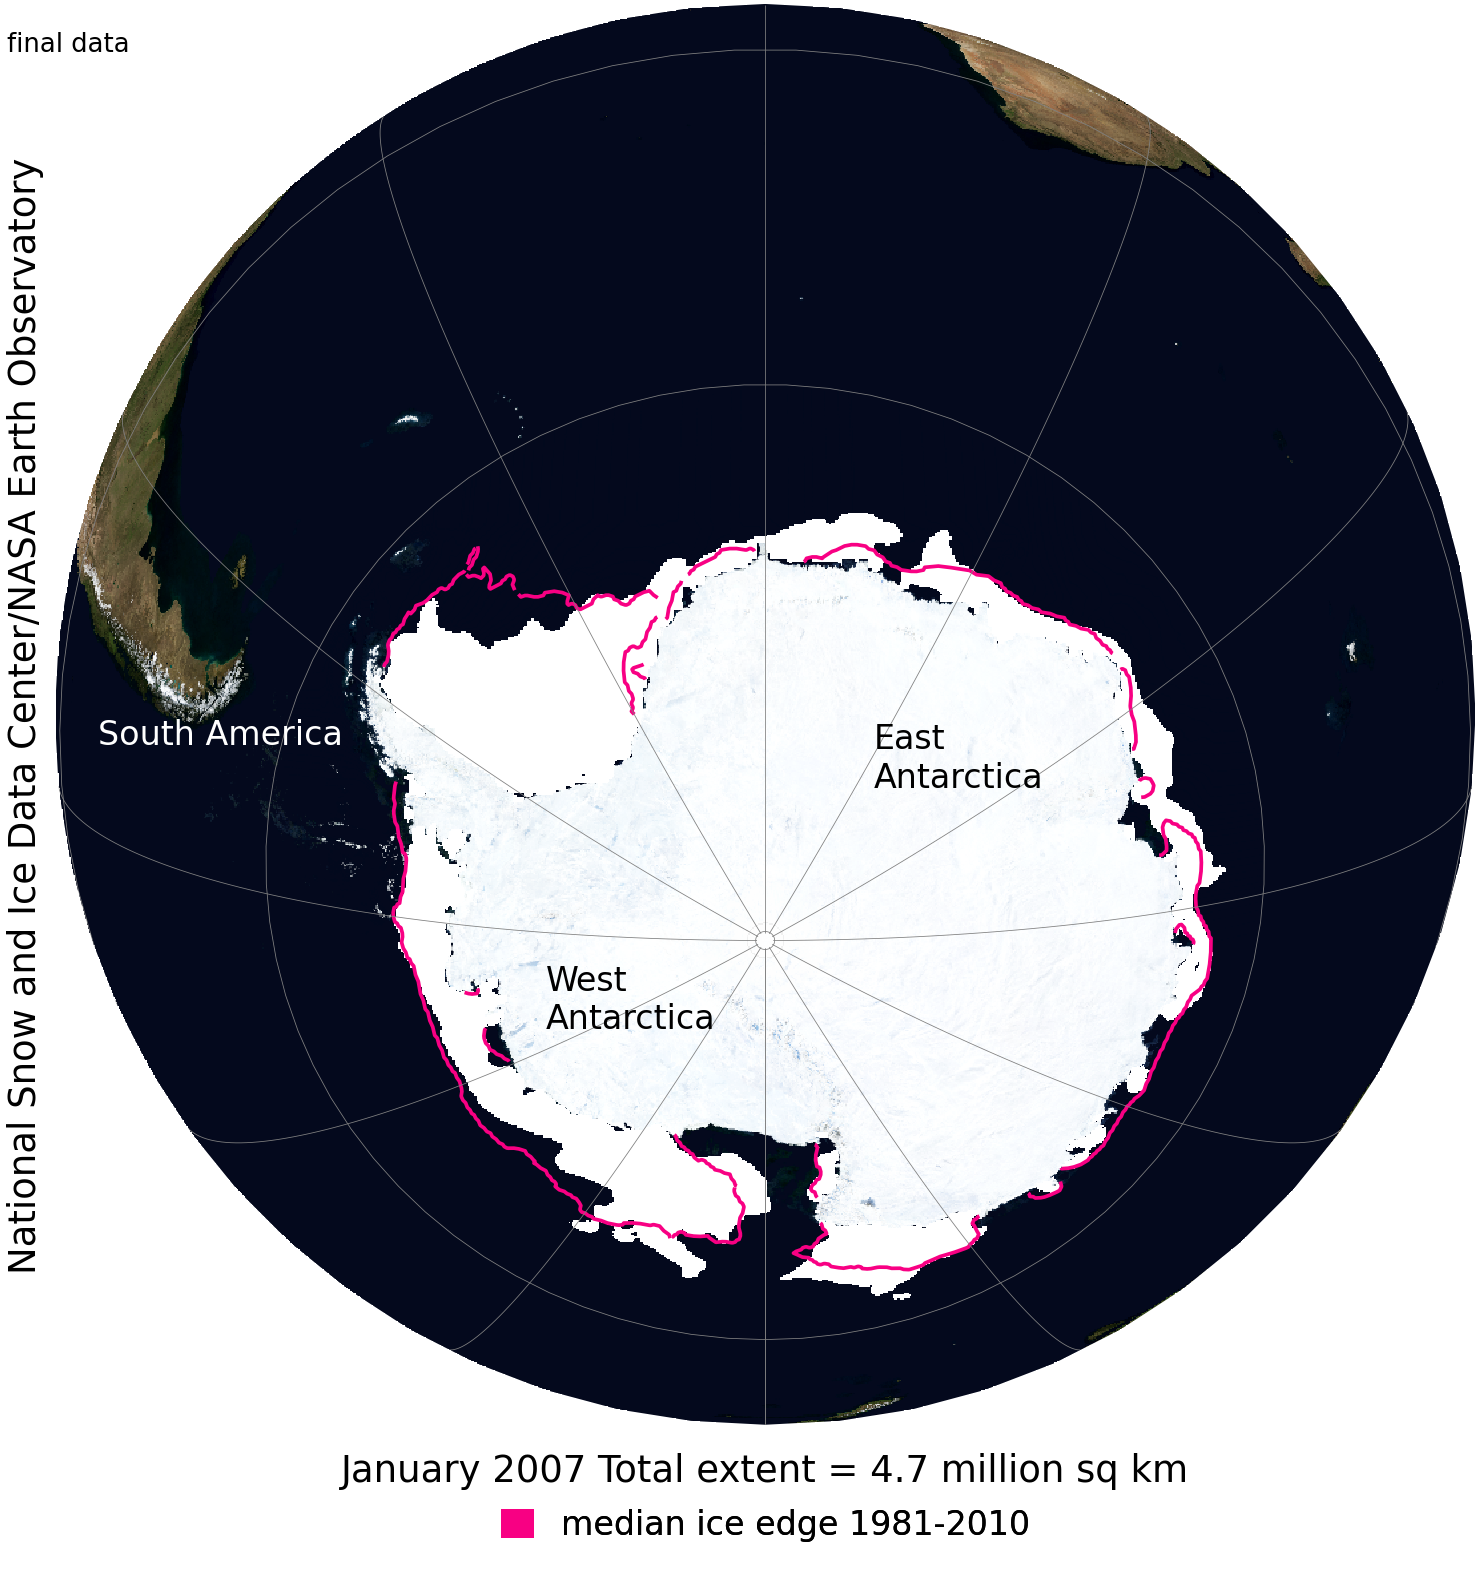 final data
National Snow and Ice Data Center/NASA Earth Observatory
South America
East
Antarctica
West
Antarctica
January 2007 Total extent = 4.7 million sq km
median ice edge 1981-2010